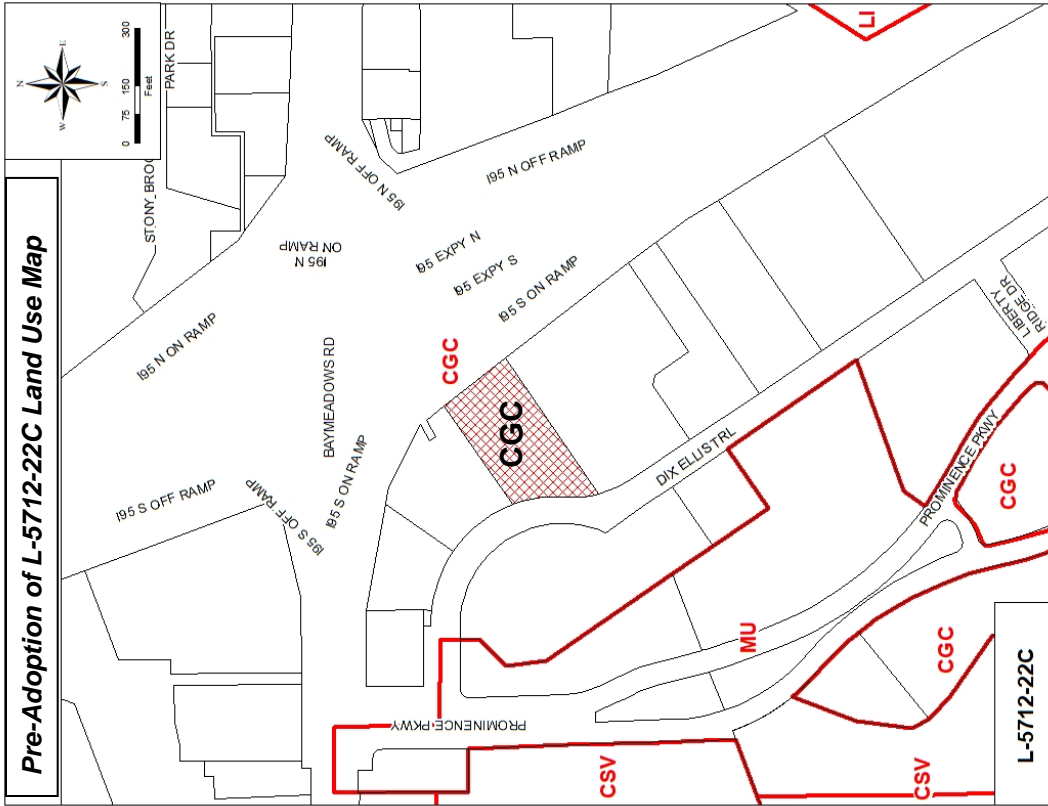 Pre-Adoption of L-5712-22C Land Use Map
N
W
E
S
0 75 150 300
Feet
PARK DR
STONY_BROO
I95 N ON RAMP
I95 N
ON RAMP
I95 N OFF RAMP
I95 N OFF RAMP
I95 EXPY N
I95 EXPY S
I95 S ON RAMP
BAYMEADOWS RD
I95 S OFF RAMP
I95 S OFF RAMP
I95 S ON RAMP
CGC
CGC
LI
DIX ELLIS TRL
LIBERTY
RIDGE DR
PROMINENCE PKWY
CGC
MU
CGC
PROMINENCE PKWY
CSV
CSV
L-5712-22C